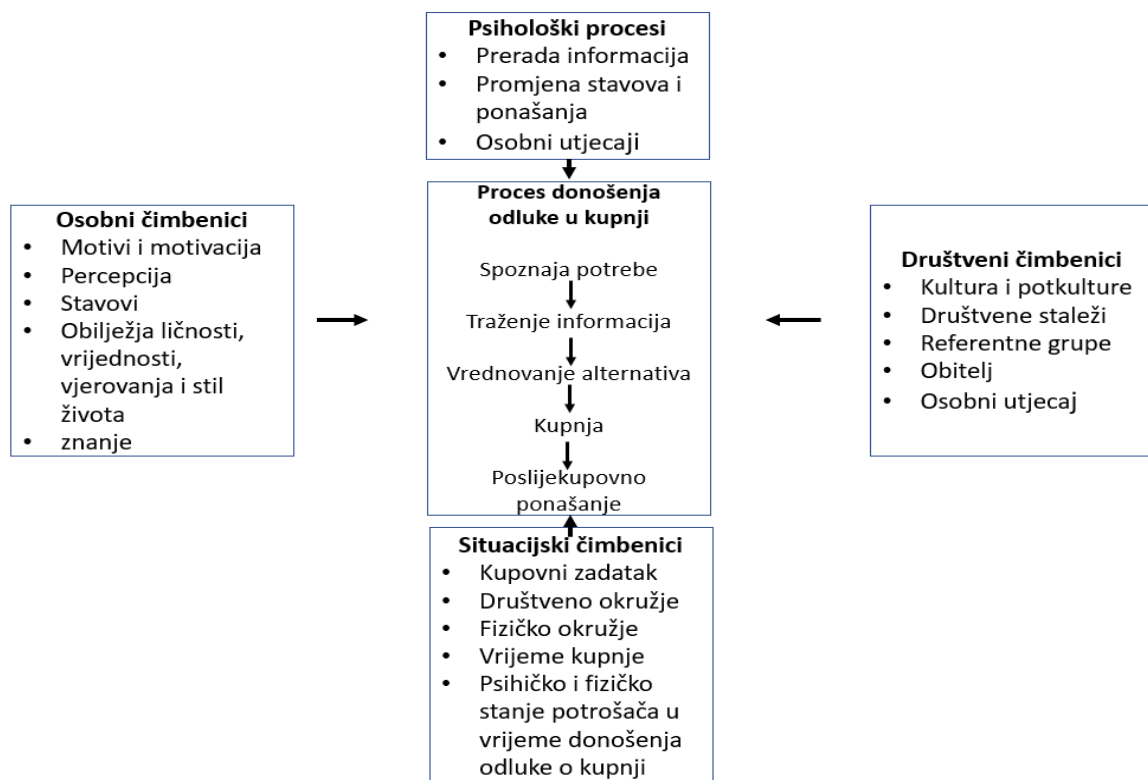 Psihološki procesi
• Prerada informacija
• Promjena stavova i
ponašanja
• Osobni utjecaji
Osobni čimbenici
• Motivi i motivacija
• Percepcija
• Stavovi
• Obilježja ličnosti,
vrijednosti,
vjerovanja i stil
života
• znanje
Proces donošenja
odluke u kupnji
Spoznaja potrebe
Traženje informacija
Vrednovanje alternativa
Kupnja
Poslijekupovno
ponašanje
Društveni čimbenici
• Kultura i potkulture
• Društvene staleži
• Referentne grupe
• Obitelj
• Osobni utjecaj
Situacijski čimbenici
• Kupovni zadatak
• Društveno okružje
• Fizičko okružje
• Vrijeme kupnje
• Psihičko i fizičko
stanje potrošača u
vrijeme donošenja
odluke o kupnji